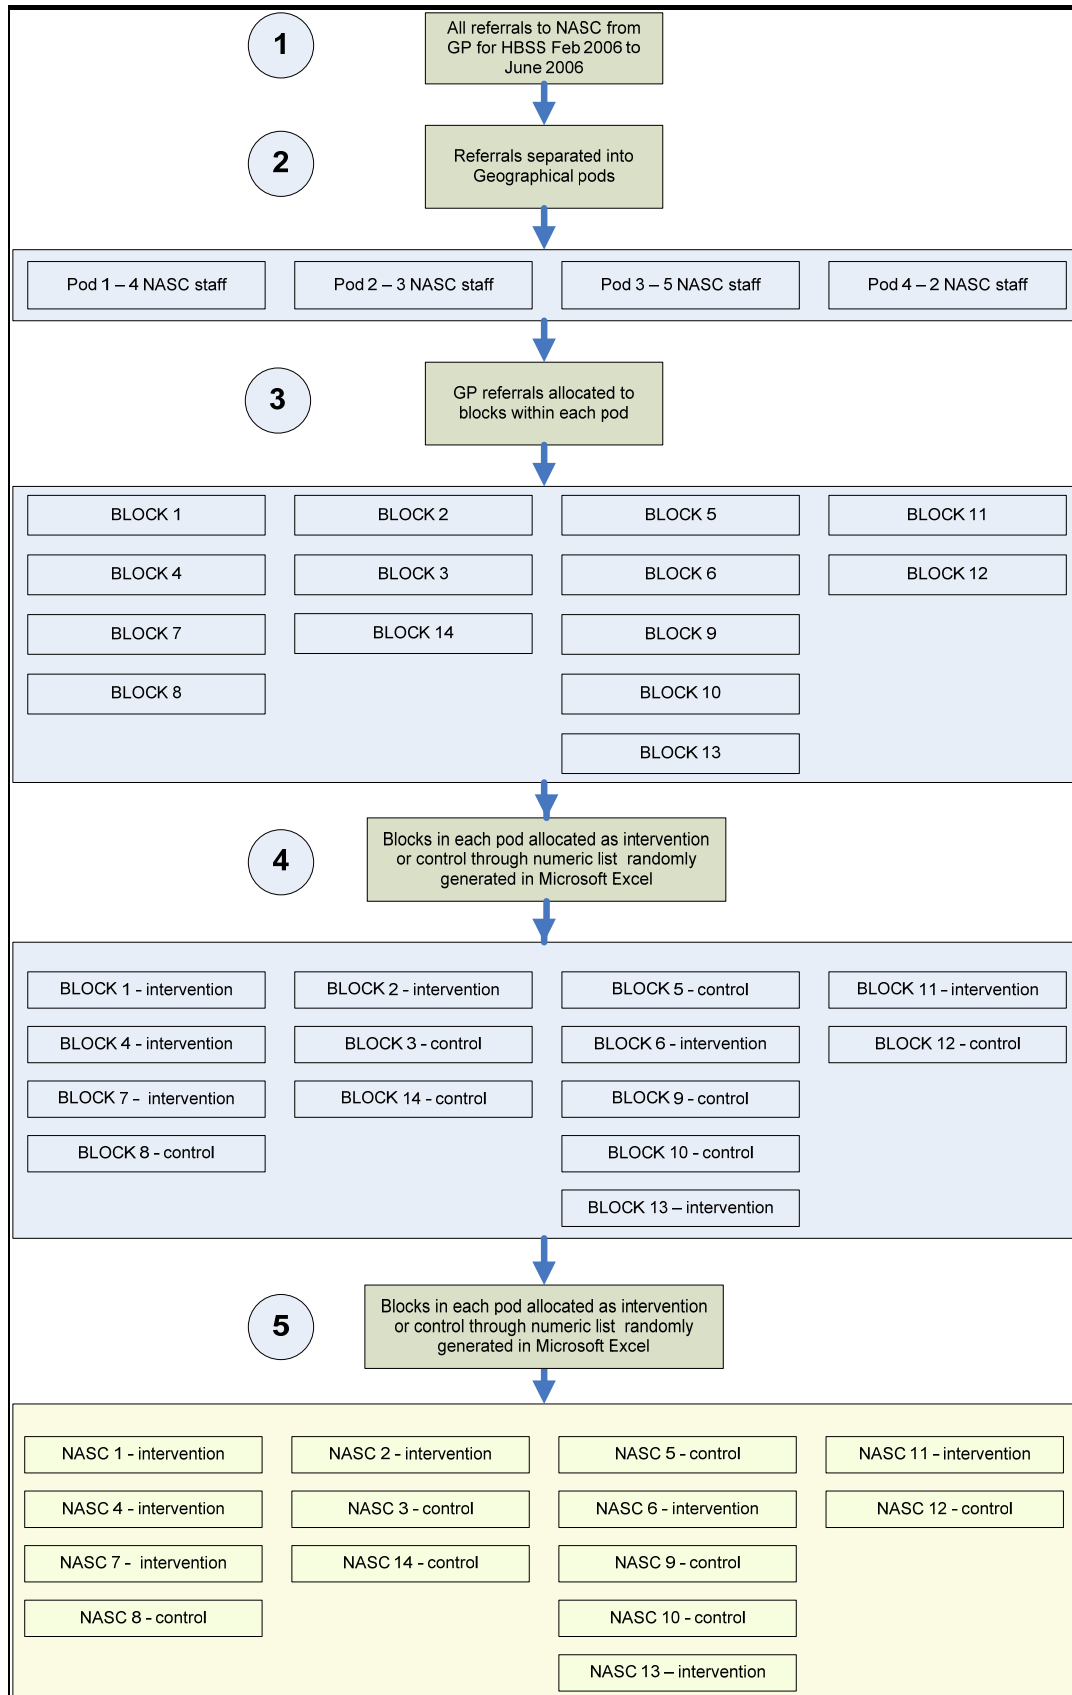 1
All referrals to NASC from
GP for HBSS Feb 2006 to
June 2006
2
Referrals separated into
Geographical pods
Pod 1 – 4 NASC staff
Pod 2 – 3 NASC staff
Pod 3 – 5 NASC staff
Pod 4 – 2 NASC staff
3
GP referrals allocated to
blocks within each pod
BLOCK 1
BLOCK 2
BLOCK 5
BLOCK 11
BLOCK 4
BLOCK 3
BLOCK 6
BLOCK 12
BLOCK 7
BLOCK 14
BLOCK 9
BLOCK 8
BLOCK 10
BLOCK 13
4
Blocks in each pod allocated as intervention
or control through numeric list randomly
generated in Microsoft Excel
BLOCK 1 - intervention
BLOCK 2 - intervention
BLOCK 5 - control
BLOCK 11 - intervention
BLOCK 4 - intervention
BLOCK 3 - control
BLOCK 6 - intervention
BLOCK 12 - control
BLOCK 7 - intervention
BLOCK 14 - control
BLOCK 9 - control
BLOCK 8 - control
BLOCK 10 - control
BLOCK 13 – intervention
5
Blocks in each pod allocated as intervention
or control through numeric list randomly
generated in Microsoft Excel
NASC 1 - intervention
NASC 2 - intervention
NASC 5 - control
NASC 11 - intervention
NASC 4 - intervention
NASC 3 - control
NASC 6 - intervention
NASC 12 - control
NASC 7 - intervention
NASC 14 - control
NASC 9 - control
NASC 8 - control
NASC 10 - control
NASC 13 – intervention